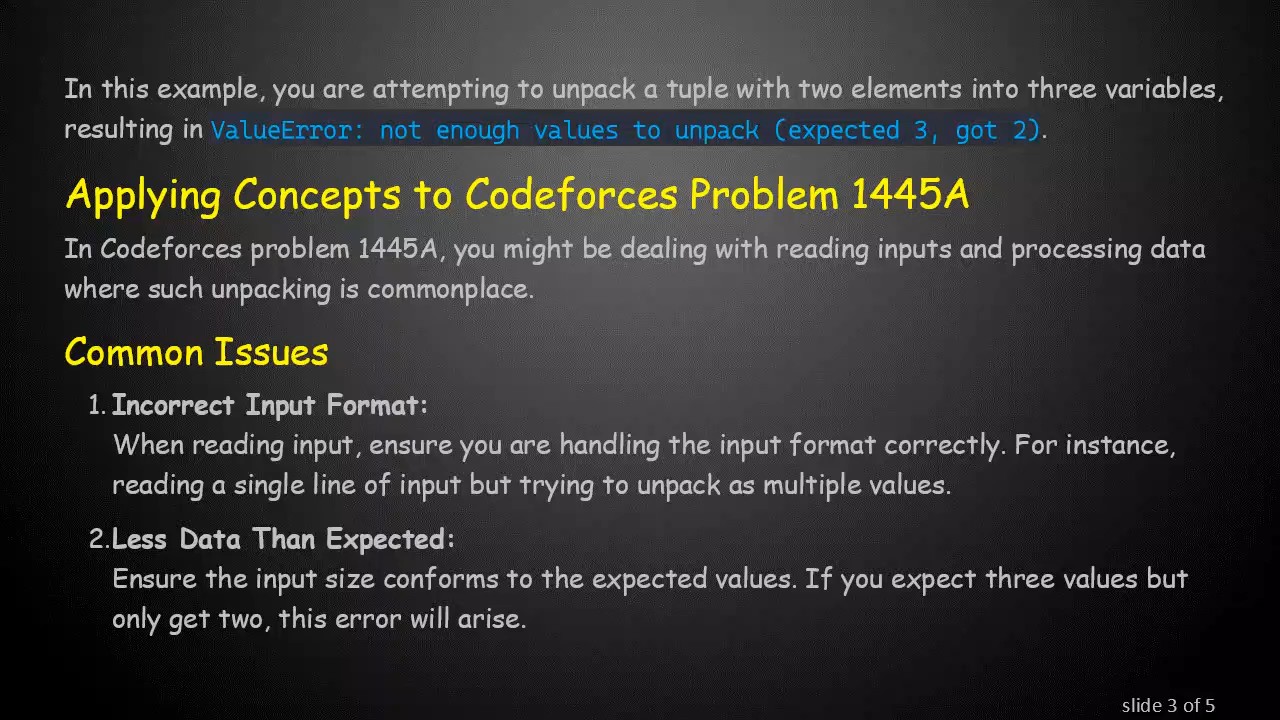 In this example, you are attempting to unpack a tuple with two elements into three variables,
resulting in ValueError: not enough values to unpack (expected 3, got 2).
Applying Concepts to Codeforces Problem 1445A
In Codeforces problem 1445A, you might be dealing with reading inputs and processing data
where such unpacking is commonplace.
Common Issues
1. Incorrect Input Format:
When reading input, ensure you are handling the input format correctly. For instance,
reading a single line of input but trying to unpack as multiple values.
2. Less Data Than Expected:
Ensure the input size conforms to the expected values. If you expect three values but
only get two, this error will arise.
slide 3 of 5